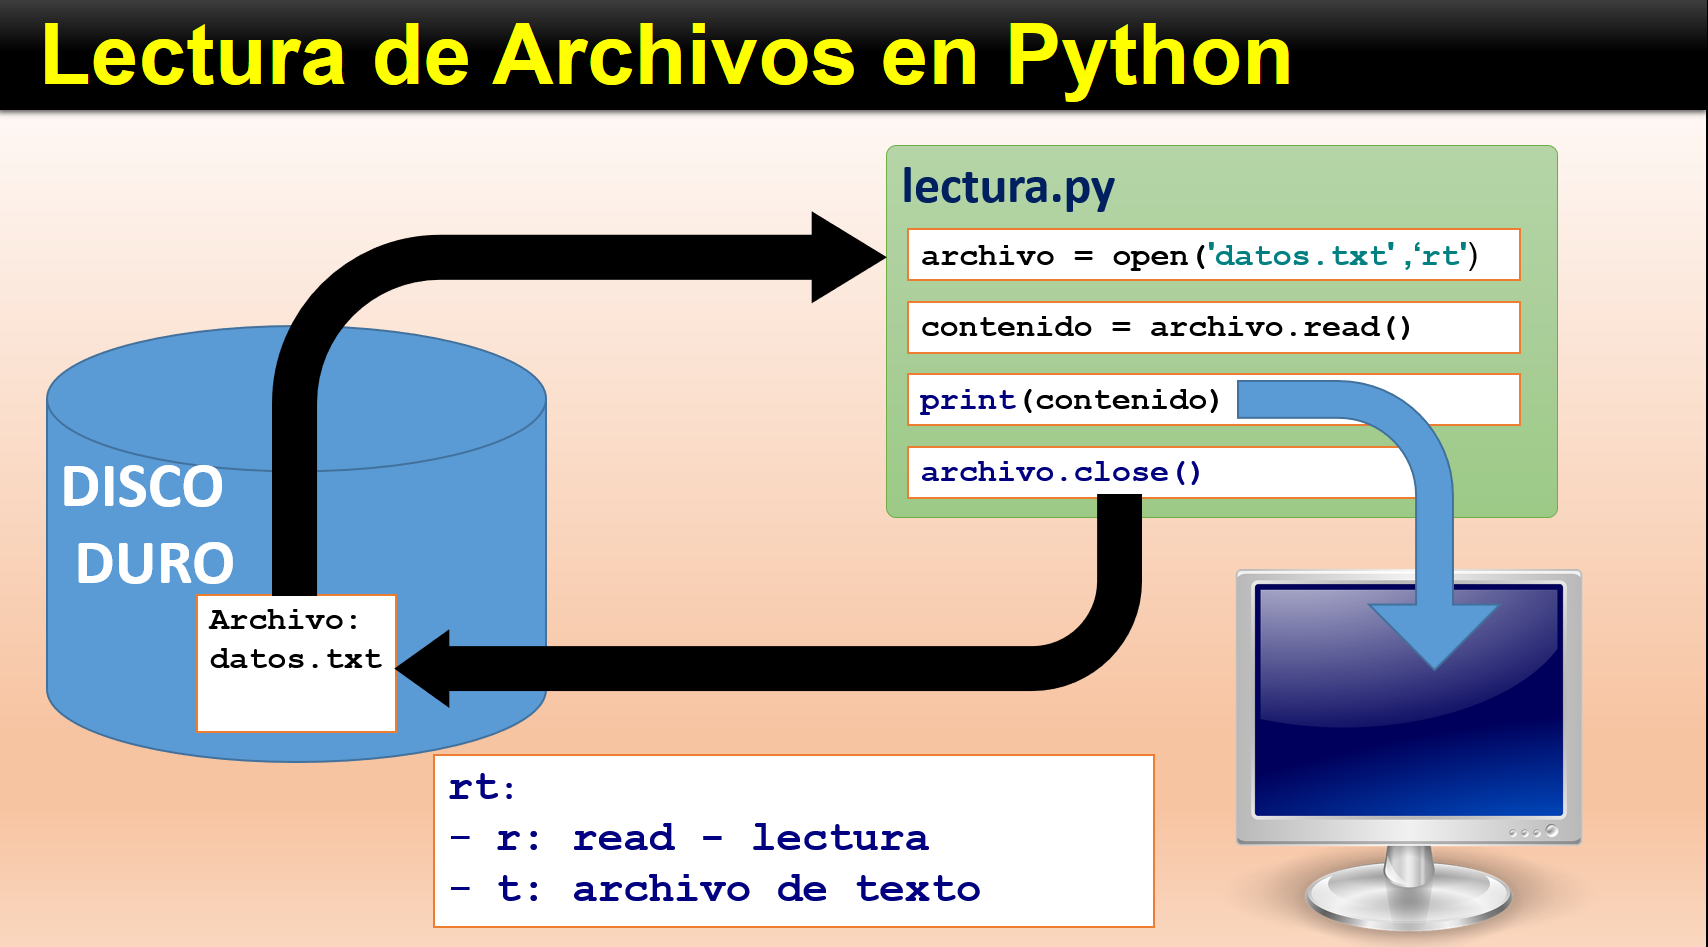 Lectura de Archivos en Python
lectura.py
archivo = open('datos.txt',‘rt')
contenido = archivo.read()
print(contenido)
archivo.close()
DISCO
DURO
Archivo:
datos.txt
rt:
- r: read - lectura
- t: archivo de texto